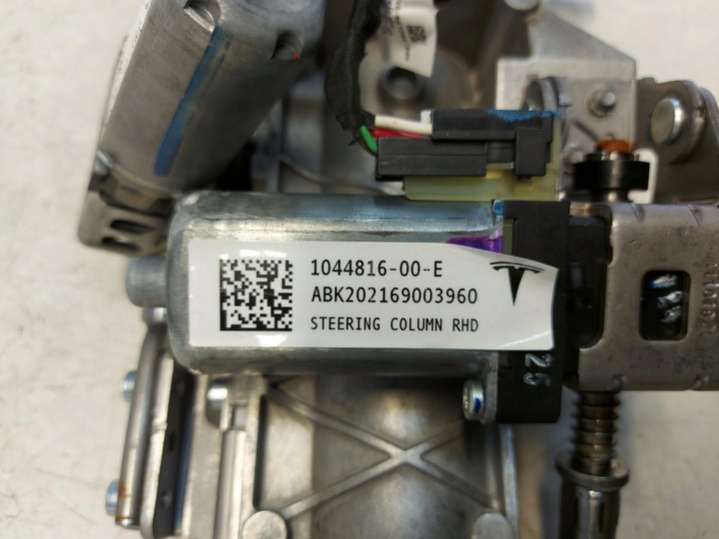 1044816-00-E
ABK202169003960
STEERING COLUMN RHD